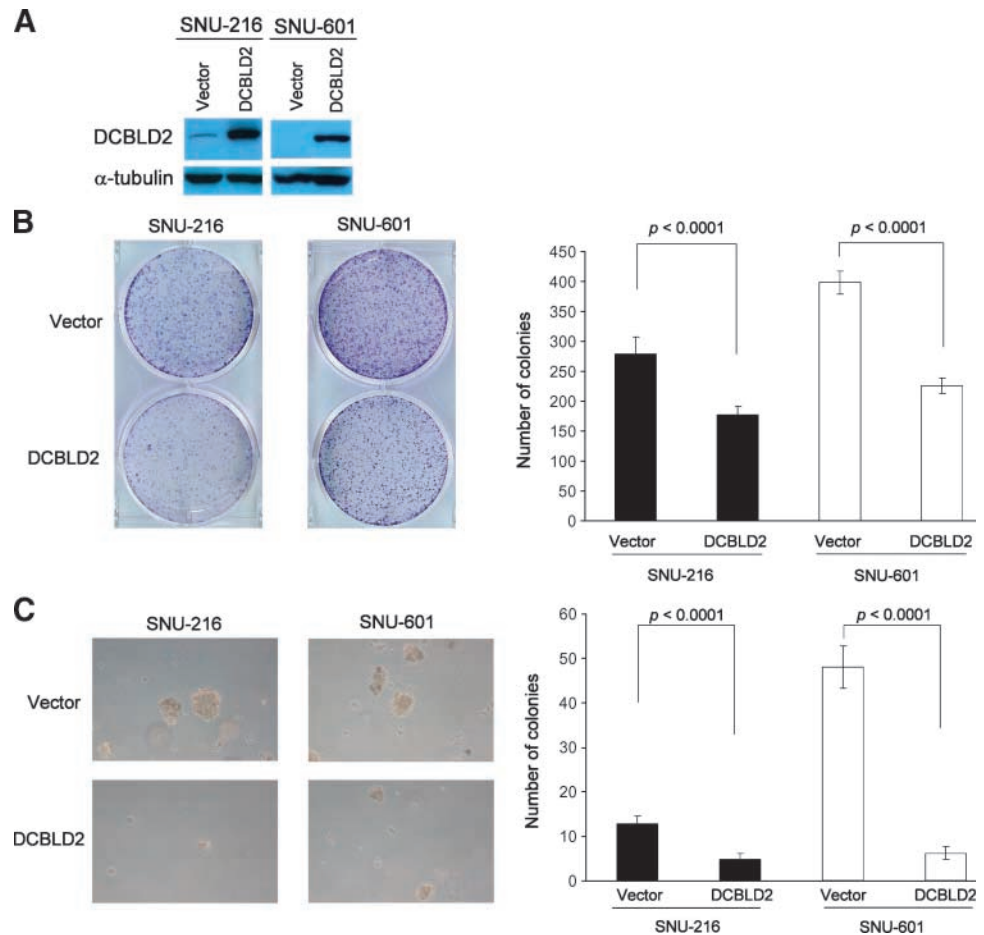 A
SNU-216 SNU-601
Vector DCBLD2 Vector DCBLD2
DCBLD2
α-tubulin
B
SNU-216 SNU-601
Vector
DCBLD2
p < 0.0001 p < 0.0001
Number of colonies
450
400
350
300
250
200
150
100
50
0
Vector DCBLD2 Vector DCBLD2
SNU-216 SNU-601
C
SNU-216 SNU-601
Vector
DCBLD2
p < 0.0001 p < 0.0001
Number of colonies
60
50
40
30
20
10
0
Vector DCBLD2 Vector DCBLD2
SNU-216 SNU-601